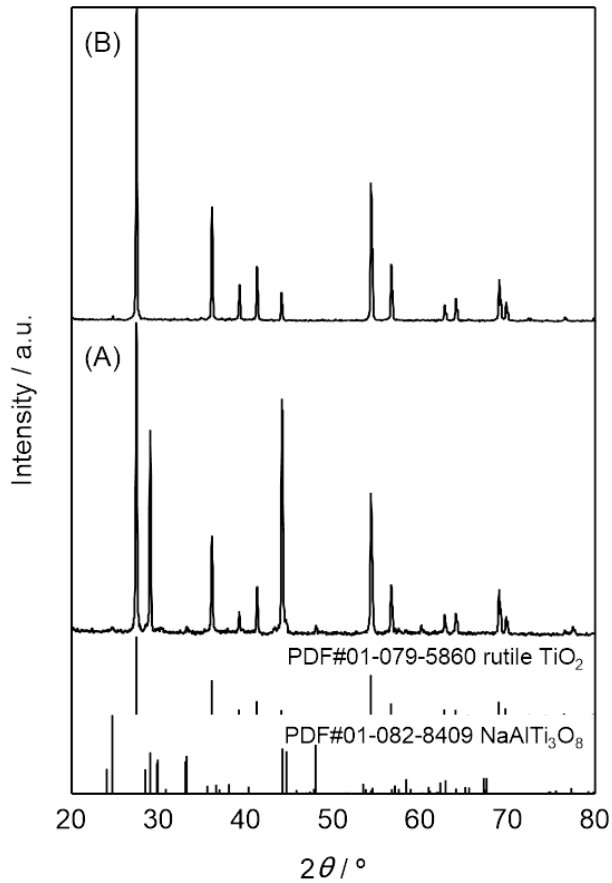 (B)
(A)
Intensity / a.u.
PDF#01-079-5860 rutile TiO₂
PDF#01-082-8409 NaAlTi₃O₈
20 30 40 50 60 70 80
2θ / °